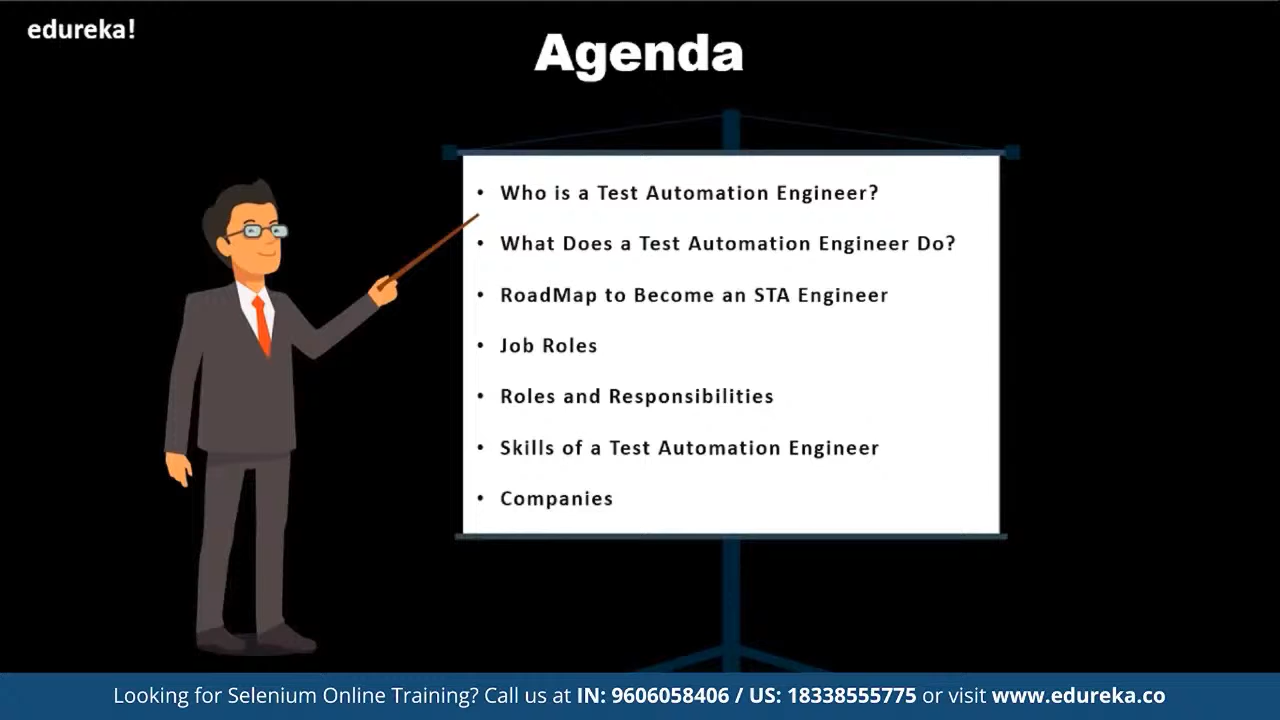 edureka!
Agenda
• Who is a Test Automation Engineer?
• What Does a Test Automation Engineer Do?
• RoadMap to Become an STA Engineer
• Job Roles
• Roles and Responsibilities
• Skills of a Test Automation Engineer
• Companies
Looking for Selenium Online Training? Call us at IN: 9606058406 / US: 18338555775 or visit www.edureka.co